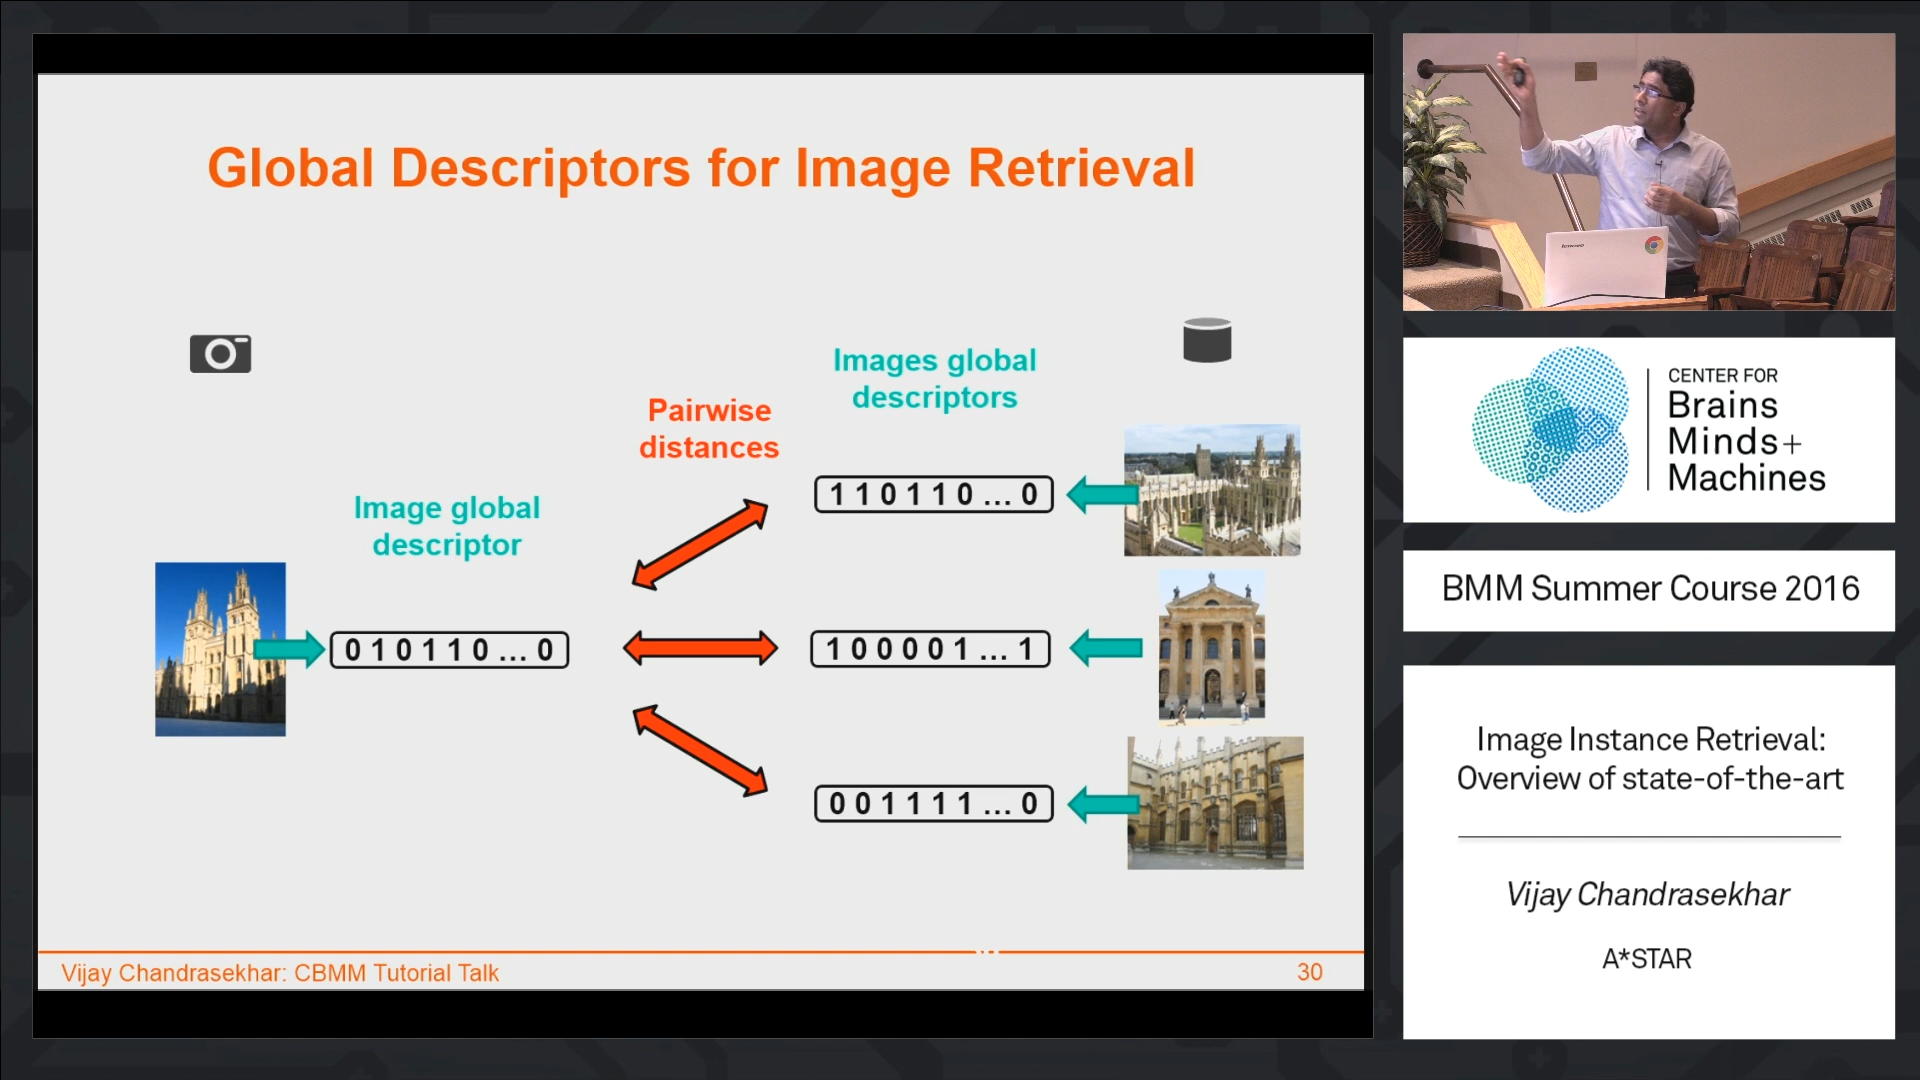 Global Descriptors for Image Retrieval
Images global
descriptors
Pairwise
distances
1 1 0 1 1 0 ... 0
Image global
descriptor
0 1 0 1 1 0 ... 0
1 0 0 0 0 1 ... 1
0 0 1 1 1 1 ... 0
Vijay Chandrasekhar: CBMM Tutorial Talk
30
lenovo
CENTER FOR
Brains
Minds+
Machines
BMM Summer Course 2016
Image Instance Retrieval:
Overview of state-of-the-art
Vijay Chandrasekhar
A*STAR